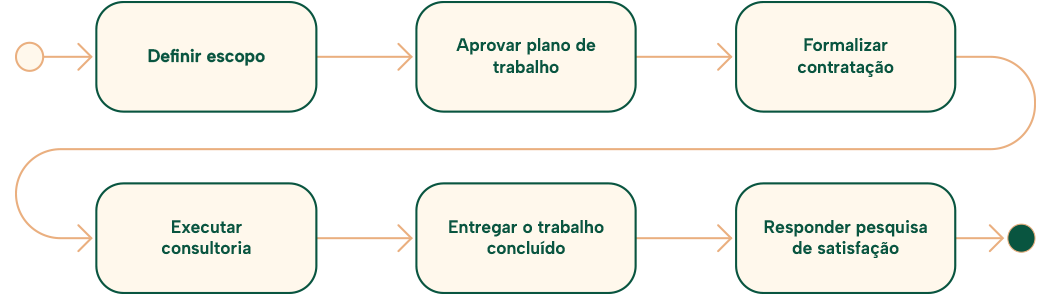 Definir escopo
Aprovar plano de
trabalho
Formalizar
contratação
Executar
consultoria
Entregar o trabalho
concluído
Responder pesquisa
de satisfação